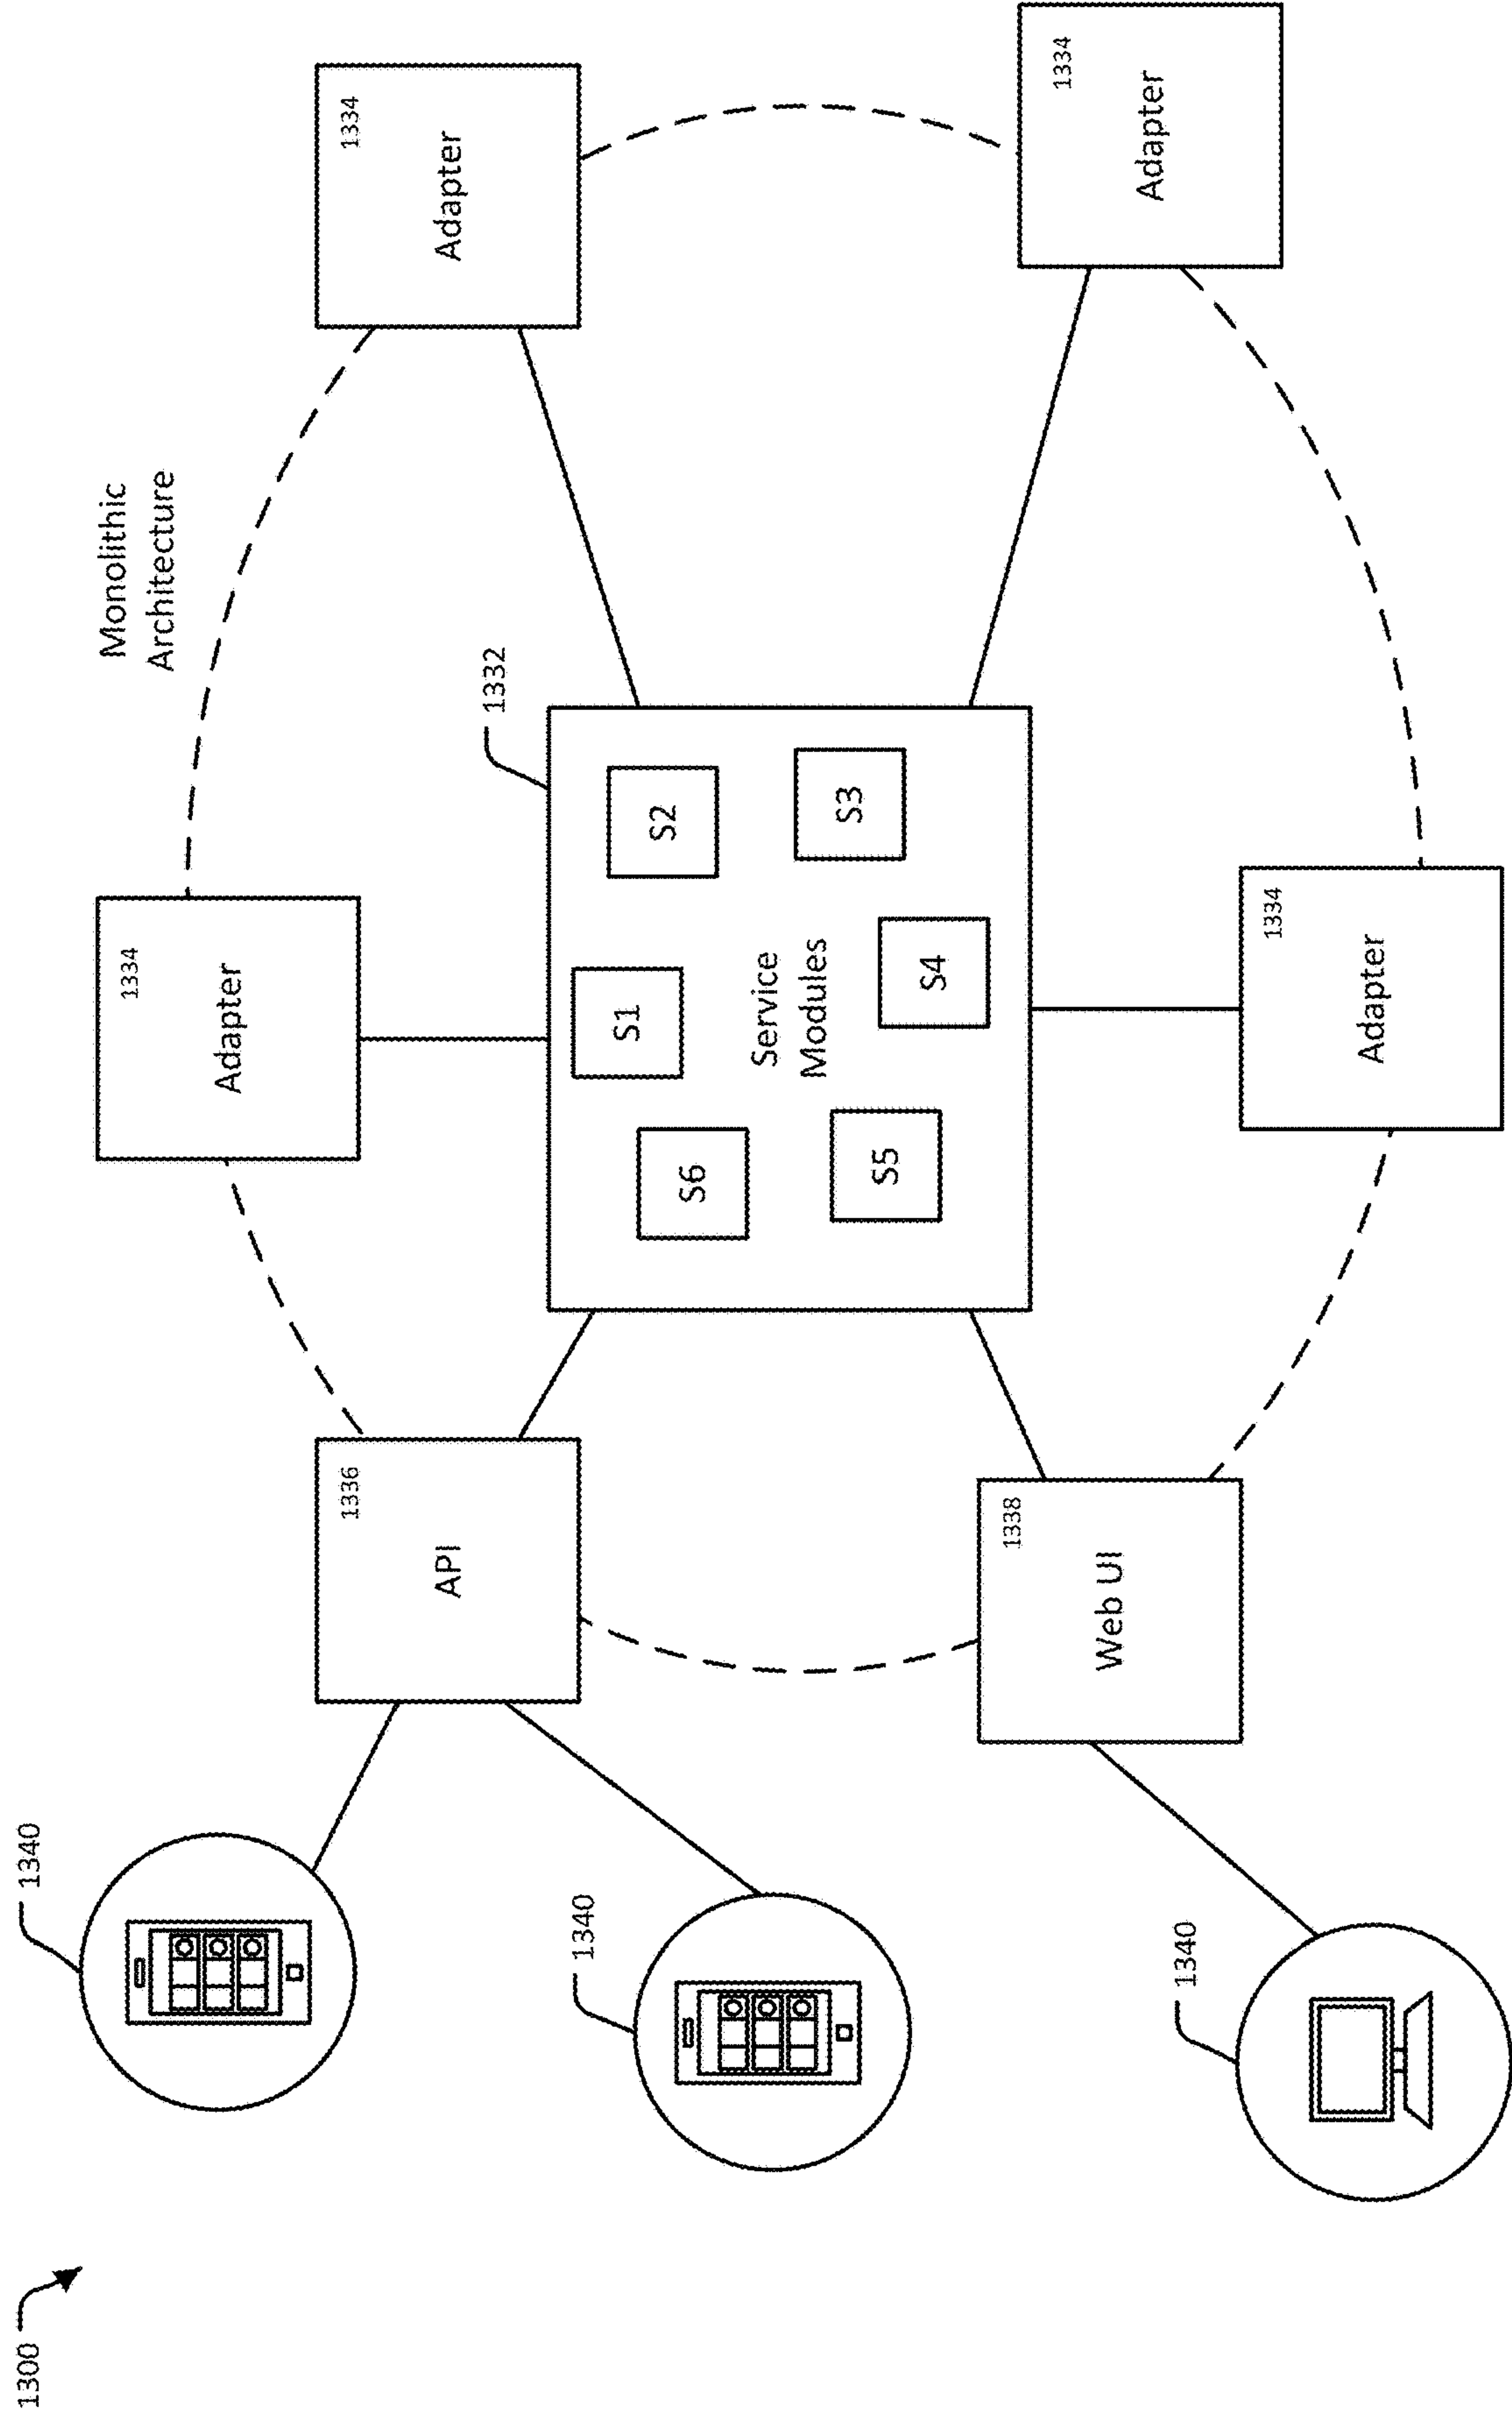 1300
Monolithic
Architecture
1334
Adapter
1334
Adapter
1334
Adapter
1334
Adapter
1332
S1
S2
S3
S4
S5
S6
Service
Modules
1336
API
1338
Web UI
1340
1340
1340